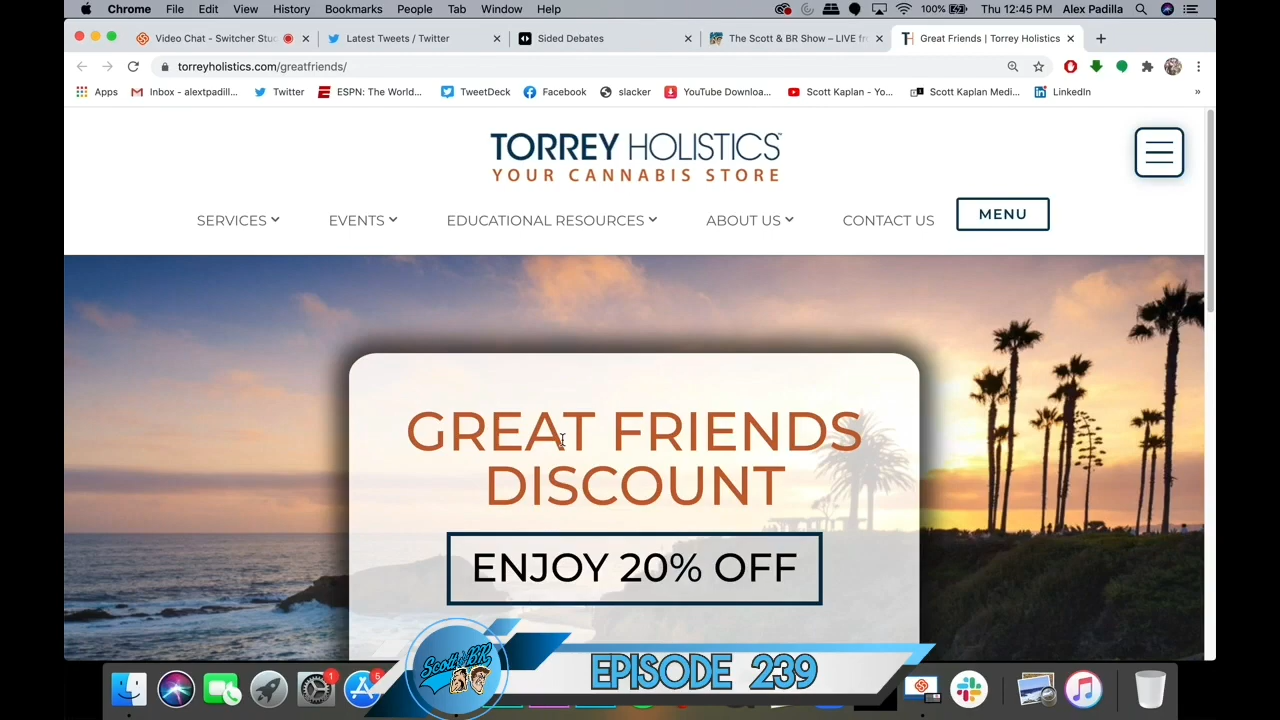 Chrome File Edit View History Bookmarks People Tab Window Help 100% Thu 12:45 PM Alex Padilla
Video Chat - Switcher Stu Latest Tweets / Twitter Sided Debates The Scott & BR Show – LIVE fr Great Friends | Torrey Holistics
torreyholistics.com/greatfriends/
Apps Inbox - alextpadill... Twitter ESPN: The World... TweetDeck Facebook slacker YouTube Downloa... Scott Kaplan - Yo... Scott Kaplan Medi... LinkedIn »
TORREY HOLISTICS
YOUR CANNABIS STORE
SERVICES EVENTS EDUCATIONAL RESOURCES ABOUT US CONTACT US MENU
GREAT FRIENDS
DISCOUNT
ENJOY 20% OFF
Scott & BR EPISODE 239
1